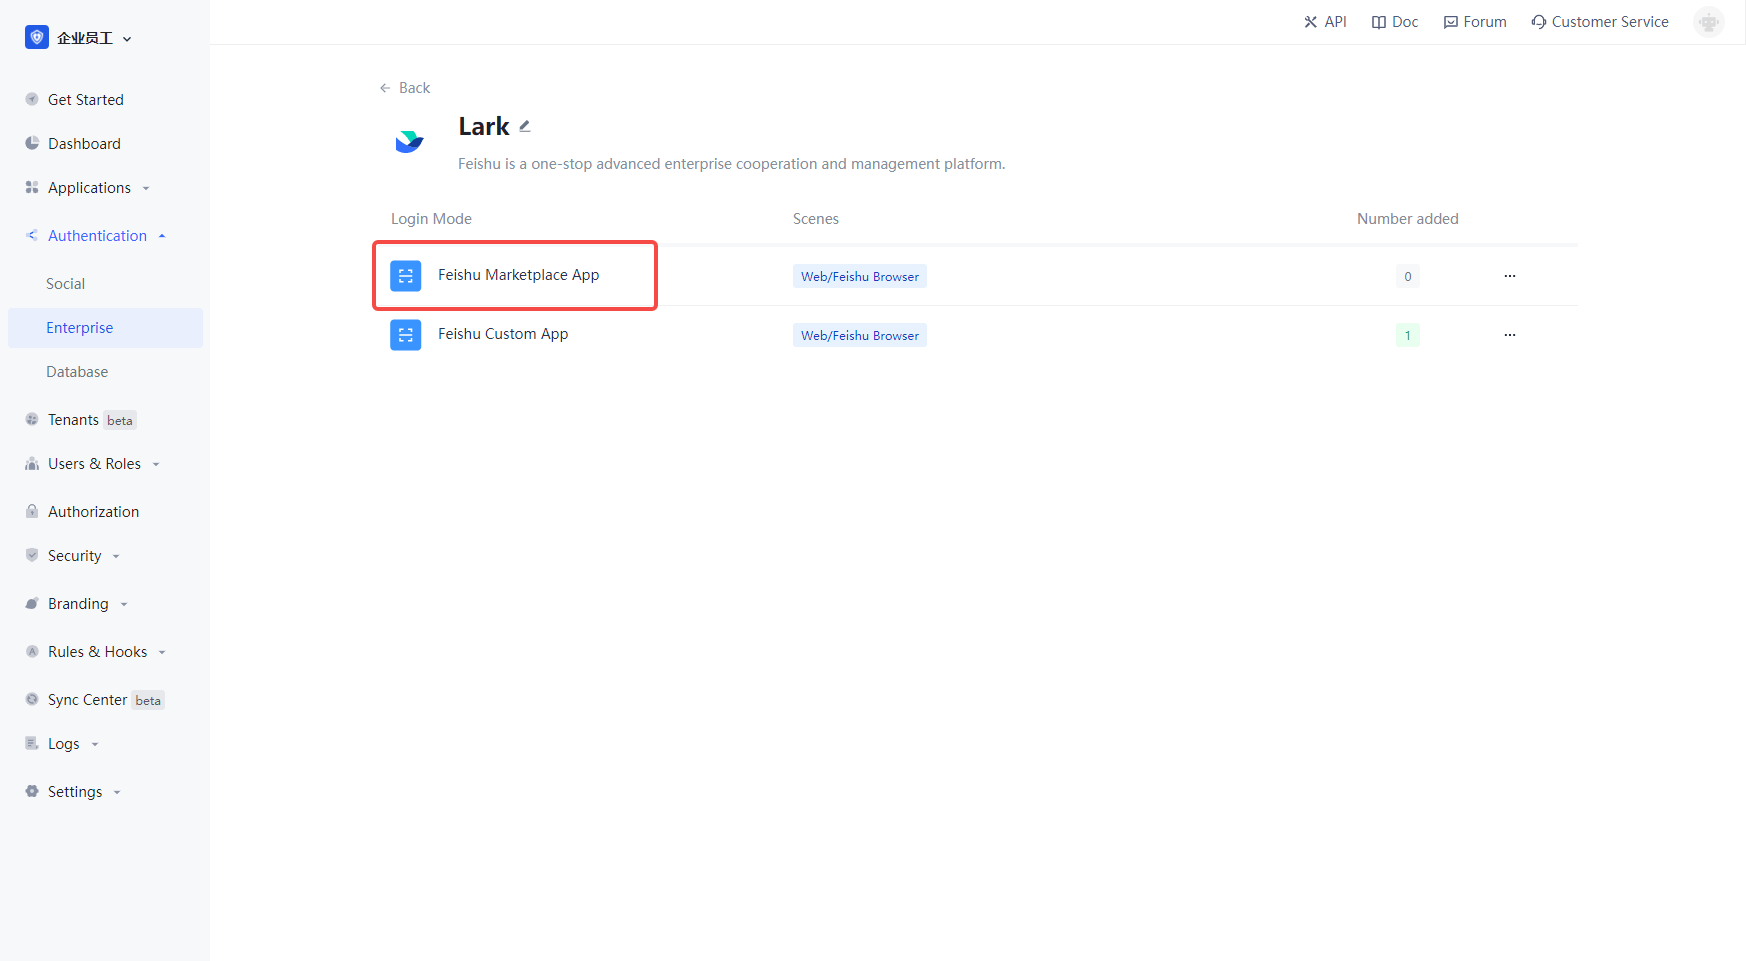 企业员工
API Doc Forum Customer Service
Get Started
Dashboard
Applications
Authentication
Social
Enterprise
Database
Tenants beta
Users & Roles
Authorization
Security
Branding
Rules & Hooks
Sync Center beta
Logs
Settings
Back
Lark
Feishu is a one-stop advanced enterprise cooperation and management platform.
Login Mode Scenes Number added
Feishu Marketplace App Web/Feishu Browser 0 ···
Feishu Custom App Web/Feishu Browser 1 ···